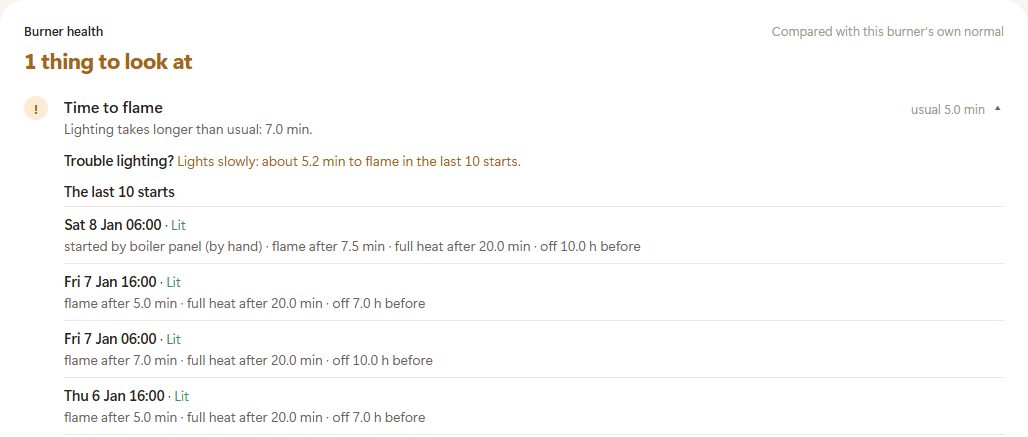 Burner health
Compared with this burner's own normal
1 thing to look at
!
Time to flame
usual 5.0 min
Lighting takes longer than usual: 7.0 min.
Trouble lighting? Lights slowly: about 5.2 min to flame in the last 10 starts.
The last 10 starts
Sat 8 Jan 06:00 · Lit
started by boiler panel (by hand) · flame after 7.5 min · full heat after 20.0 min · off 10.0 h before
Fri 7 Jan 16:00 · Lit
flame after 5.0 min · full heat after 20.0 min · off 7.0 h before
Fri 7 Jan 06:00 · Lit
flame after 7.0 min · full heat after 20.0 min · off 10.0 h before
Thu 6 Jan 16:00 · Lit
flame after 5.0 min · full heat after 20.0 min · off 7.0 h before